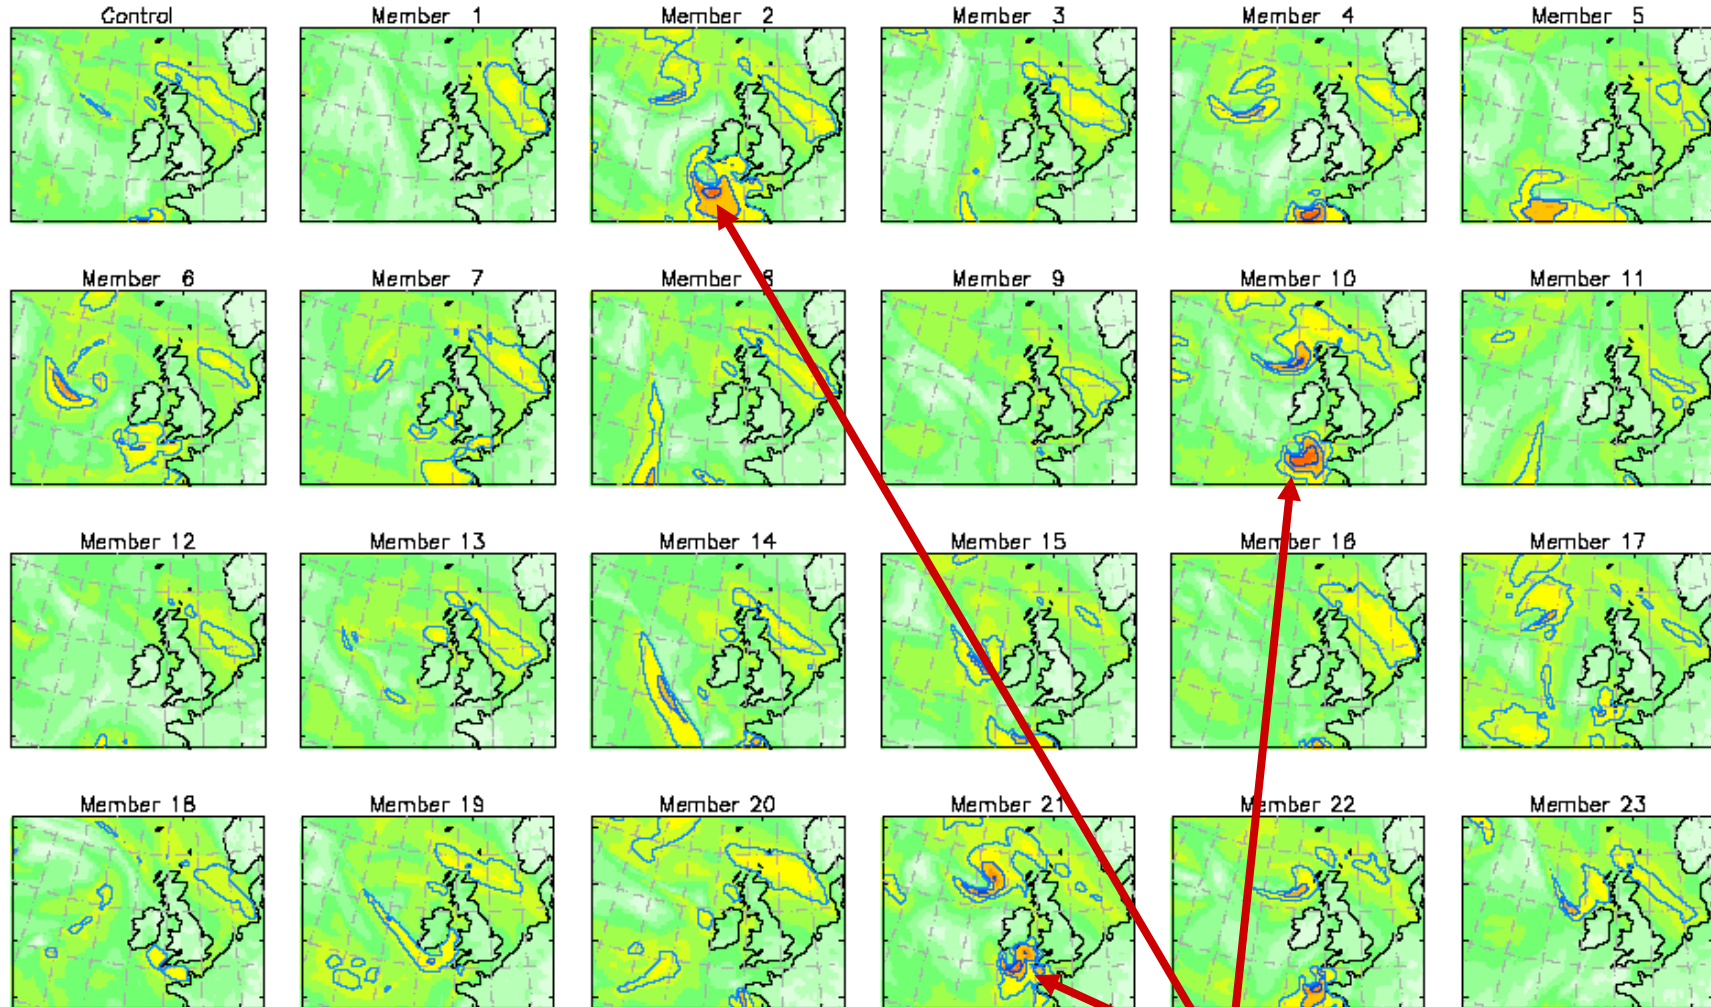 Control Member 1 Member 2 Member 3 Member 4 Member 5
Member 6 Member 7 Member 8 Member 9 Member 10 Member 11
Member 12 Member 13 Member 14 Member 15 Member 16 Member 17
Member 18 Member 19 Member 20 Member 21 Member 22 Member 23